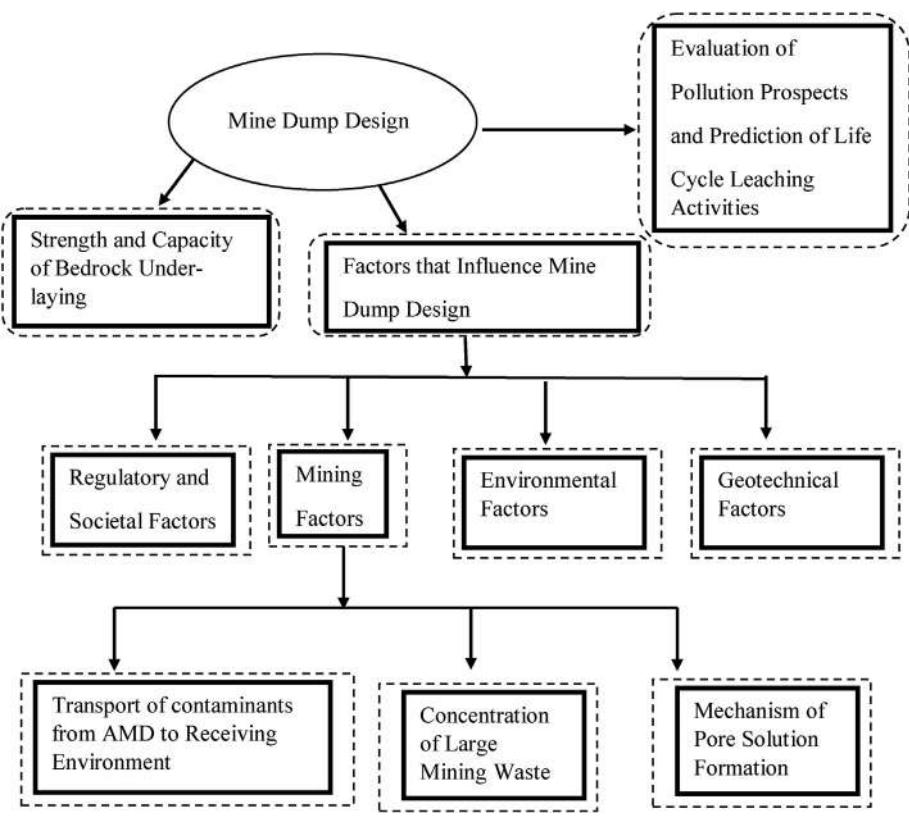 Mine Dump Design
Evaluation of
Pollution Prospects
and Prediction of Life
Cycle Leaching
Activities
Strength and Capacity
of Bedrock Under-
laying
Factors that Influence Mine
Dump Design
Regulatory and
Societal Factors
Mining
Factors
Environmental
Factors
Geotechnical
Factors
Transport of contaminants
from AMD to Receiving
Environment
Concentration
of Large
Mining Waste
Mechanism of
Pore Solution
Formation